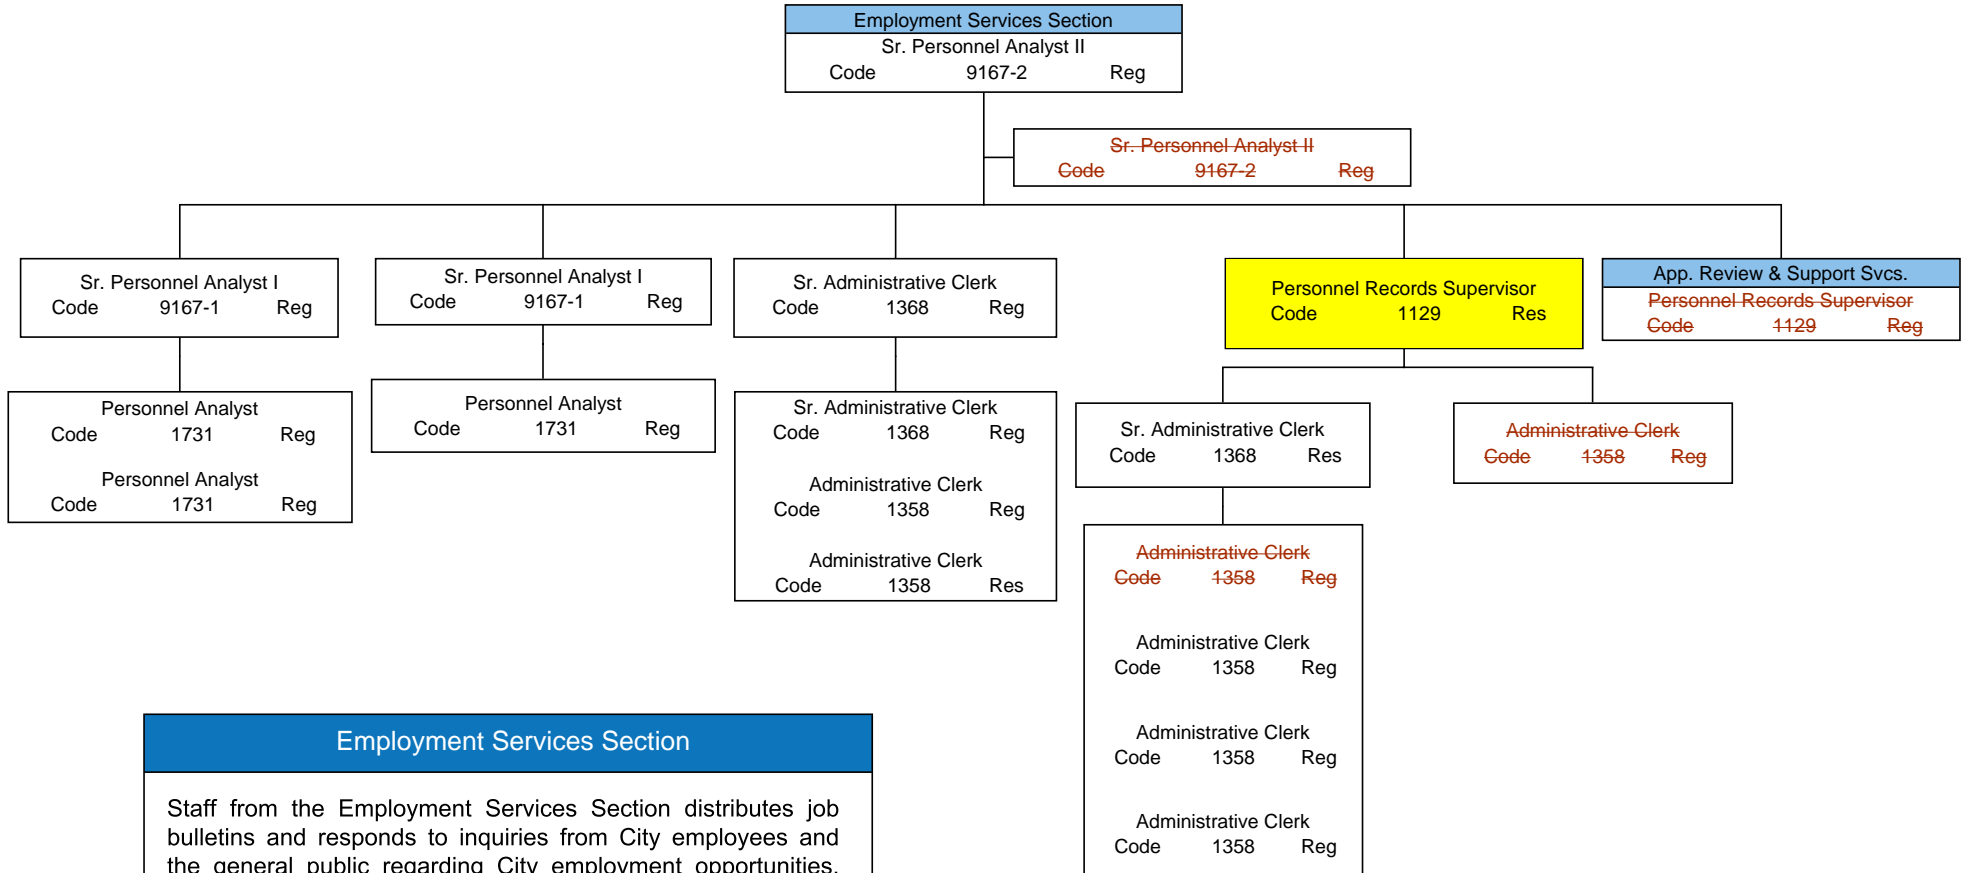 Employment Services Section
Sr. Personnel Analyst II
Code 9167-2 Reg
Sr. Personnel Analyst II
Code 9167-2 Reg
Sr. Personnel Analyst I
Code 9167-1 Reg
Personnel Analyst
Code 1731 Reg
Personnel Analyst
Code 1731 Reg
Sr. Personnel Analyst I
Code 9167-1 Reg
Personnel Analyst
Code 1731 Reg
Sr. Administrative Clerk
Code 1368 Reg
Sr. Administrative Clerk
Code 1368 Reg
Administrative Clerk
Code 1358 Reg
Administrative Clerk
Code 1358 Res
Personnel Records Supervisor
Code 1129 Res
Sr. Administrative Clerk
Code 1368 Res
Administrative Clerk
Code 1358 Reg
Administrative Clerk
Code 1358 Reg
Administrative Clerk
Code 1358 Reg
Administrative Clerk
Code 1358 Reg
Administrative Clerk
Code 1358 Reg
App. Review & Support Svcs.
Personnel Records Supervisor
Code 1129 Reg
Employment Services Section
Staff from the Employment Services Section distributes job
bulletins and responds to inquiries from City employees and
the general public regarding City employment opportunities.